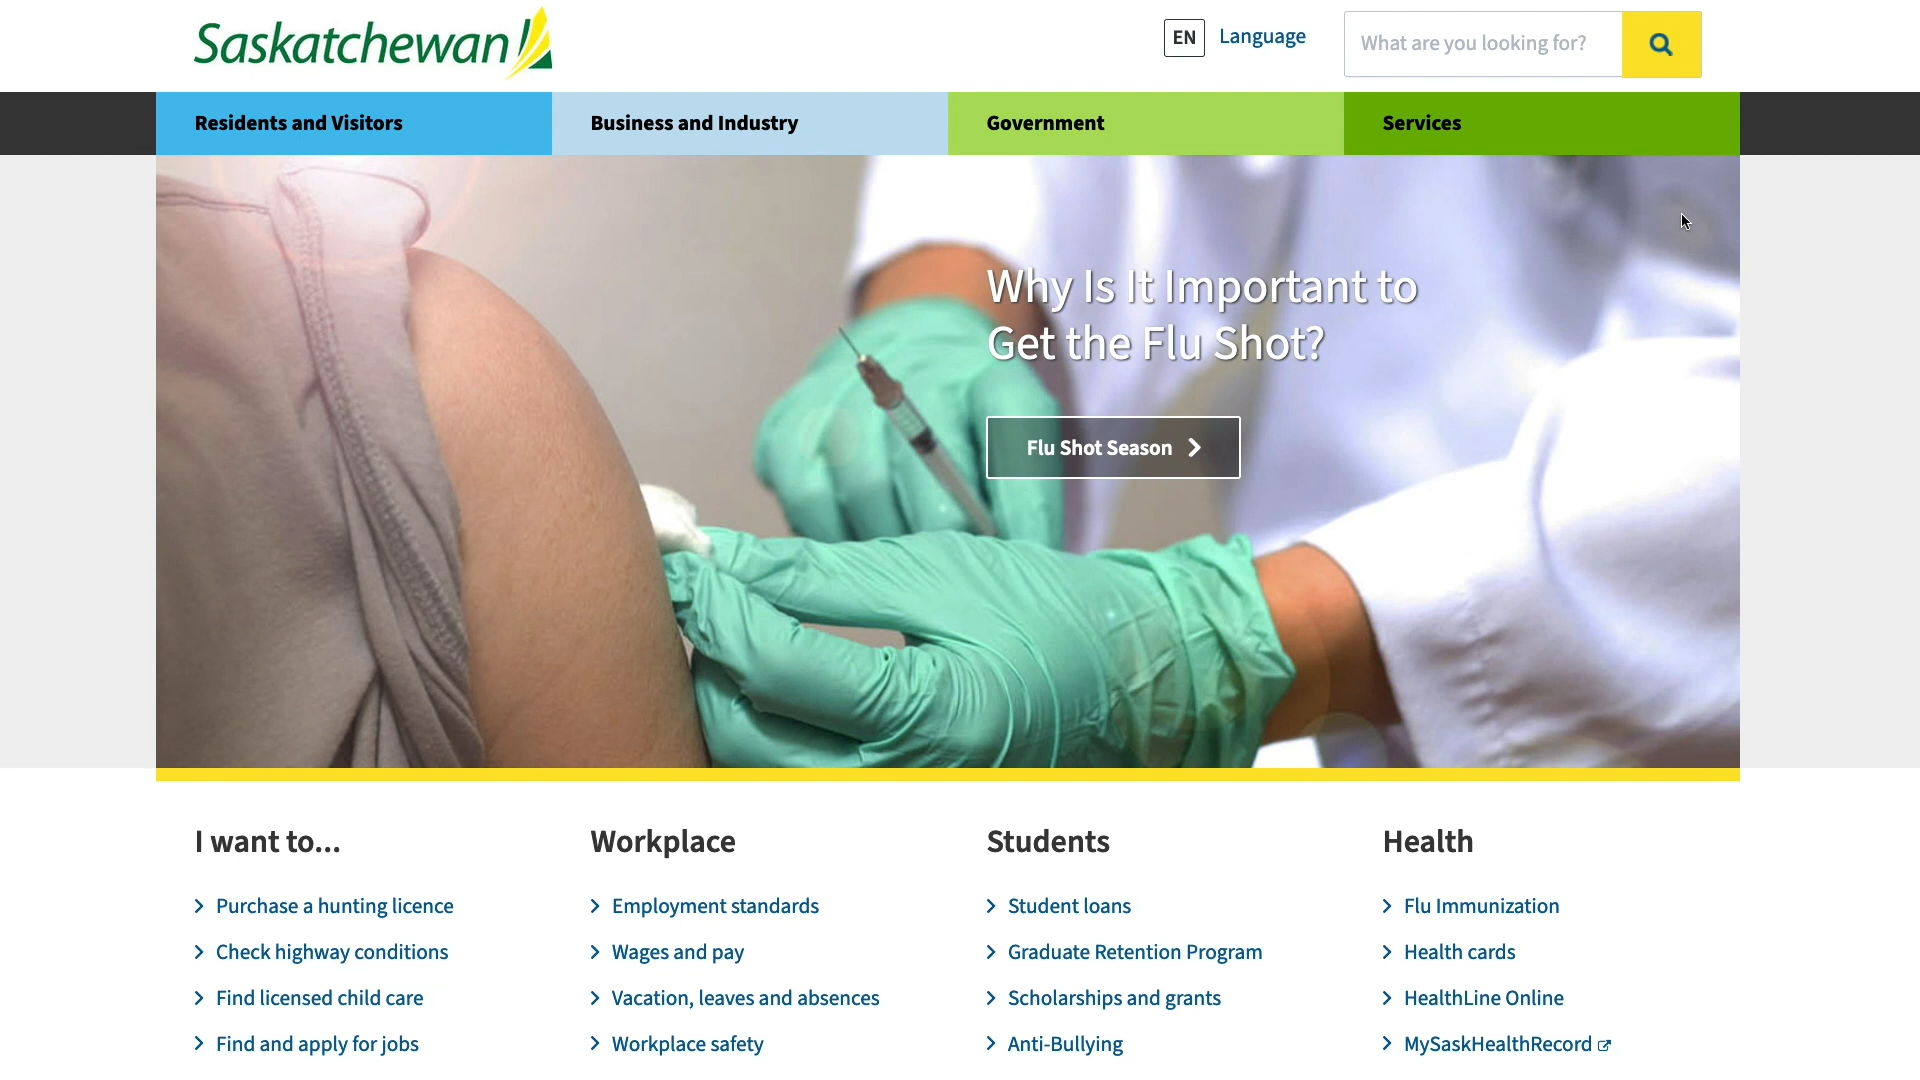 Saskatchewan
EN Language
What are you looking for?
Residents and Visitors
Business and Industry
Government
Services
Why Is It Important to
Get the Flu Shot?
Flu Shot Season
I want to...
Purchase a hunting licence
Check highway conditions
Find licensed child care
Find and apply for jobs
Workplace
Employment standards
Wages and pay
Vacation, leaves and absences
Workplace safety
Students
Student loans
Graduate Retention Program
Scholarships and grants
Anti-Bullying
Health
Flu Immunization
Health cards
HealthLine Online
MySaskHealthRecord